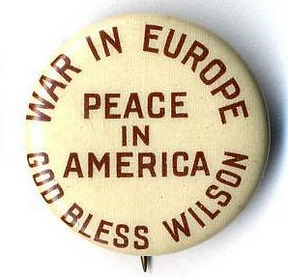 WAR IN EUROPE
PEACE
IN
AMERICA
GOD BLESS WILSON